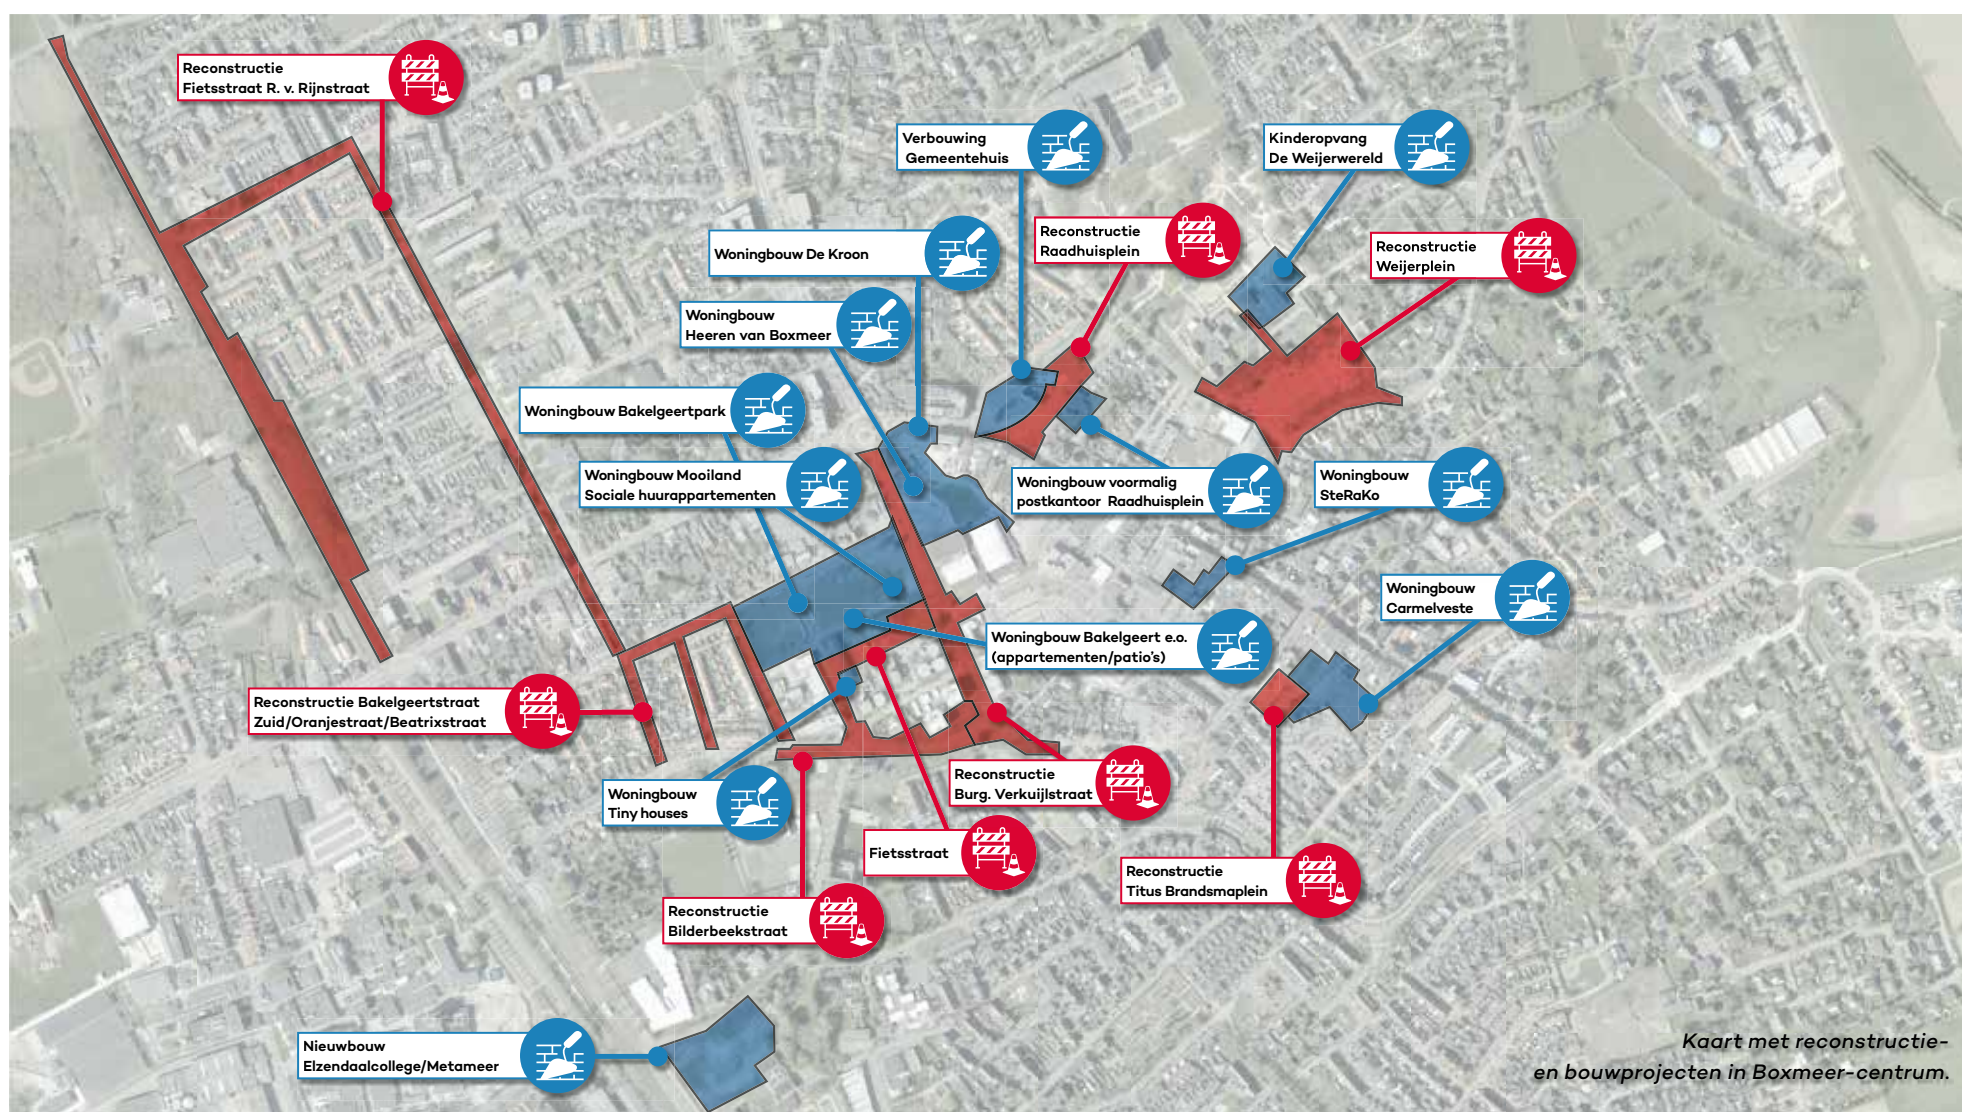 Reconstructie
Fietsstraat R. v. Rijnstraat
Verbouwing
Gemeentehuis
Kinderopvang
De Weijerwereld
Reconstructie
Raadhuisplein
Reconstructie
Weijerplein
Woningbouw De Kroon
Woningbouw
Heeren van Boxmeer
Woningbouw Bakelgeertpark
Woningbouw Mooiland
Sociale huurappartementen
Woningbouw voormalig
postkantoor Raadhuisplein
Woningbouw
SteRaKo
Woningbouw
Carmelveste
Woningbouw Bakelgeert e.o.
(appartementen/patio's)
Reconstructie Bakelgeertstraat
Zuid/Oranjestraat/Beatrixstraat
Woningbouw
Tiny houses
Reconstructie
Burg. Verkuijlstraat
Fietsstraat
Reconstructie
Titus Brandsmaplein
Reconstructie
Bilderbeekstraat
Nieuwbouw
Elzendaalcollege/Metameer
Kaart met reconstructie-
en bouwprojecten in Boxmeer-centrum.